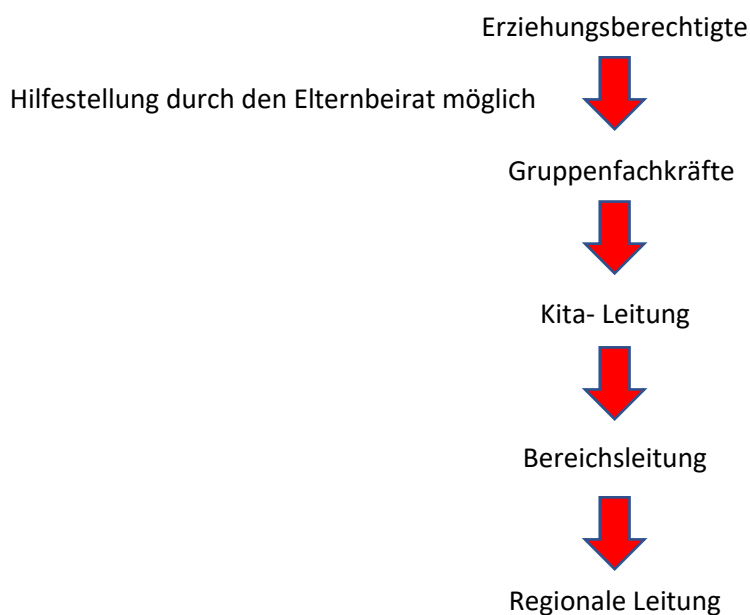 Erziehungsberechtigte
Hilfestellung durch den Elternbeirat möglich
Gruppenfachkräfte
Kita- Leitung
Bereichsleitung
Regionale Leitung